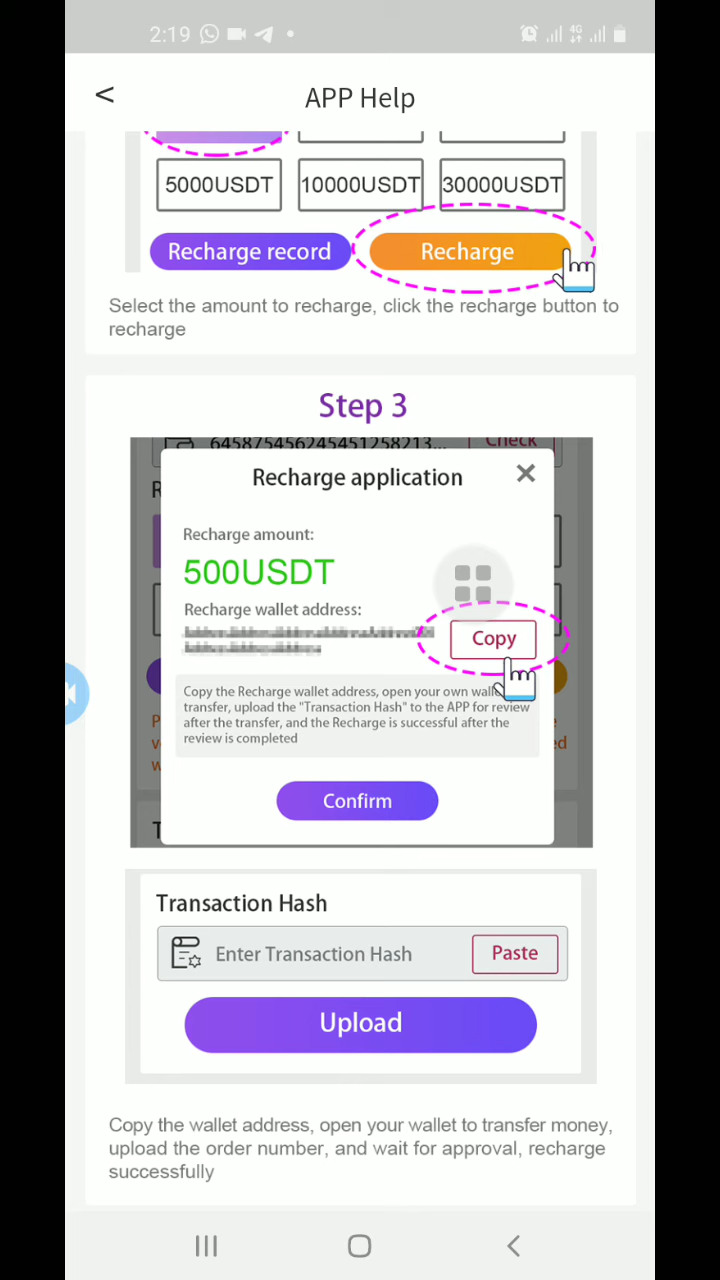 2:19
4G
< APP Help
5000USDT 10000USDT 30000USDT
Recharge record Recharge
Select the amount to recharge, click the recharge button to
recharge
Step 3
645875456245451258213... Check
Recharge application
Recharge amount:
500USDT
Recharge wallet address:
Copy
Copy the Recharge wallet address, open your own
transfer, upload the "Transaction Hash" to the APP for review
after the transfer, and the Recharge is successful after the
review is completed
Confirm
Transaction Hash
Enter Transaction Hash Paste
Upload
Copy the wallet address, open your wallet to transfer money,
upload the order number, and wait for approval, recharge
successfully